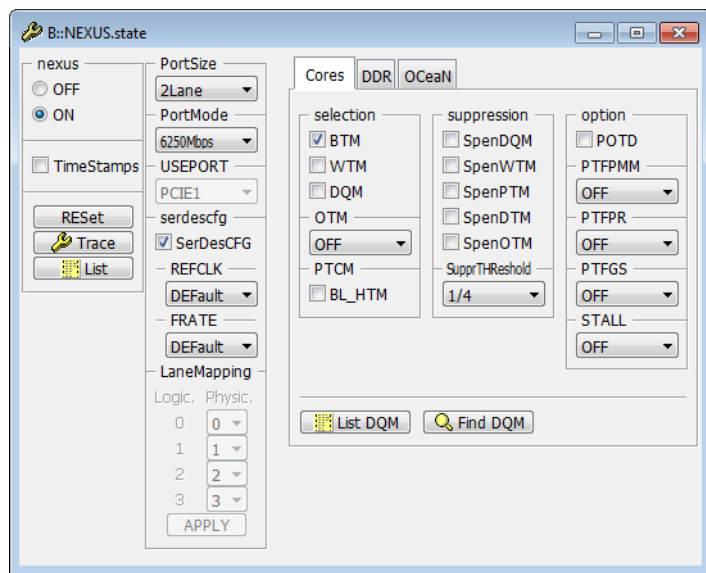 B::NEXUS.state
nexus
OFF
ON
TimeStamps
RESet
Trace
List
PortSize
2Lane
PortMode
6250Mbps
USEPORT
PCIE1
serdescfg
SerDesCFG
REFCLK
DEFault
FRATE
DEFault
LaneMapping
Logic. Physic.
0 0
1 1
2 2
3 3
APPLY
Cores DDR OCeaN
selection
BTM
WTM
DQM
OTM
OFF
PTCM
BL_HTM
suppression
SpenDQM
SpenWTM
SpenPTM
SpenDTM
SpenOTM
SupprTHReshold
1/4
option
POTD
PTFPMM
OFF
PTFPR
OFF
PTFGS
OFF
STALL
OFF
List DQM
Find DQM